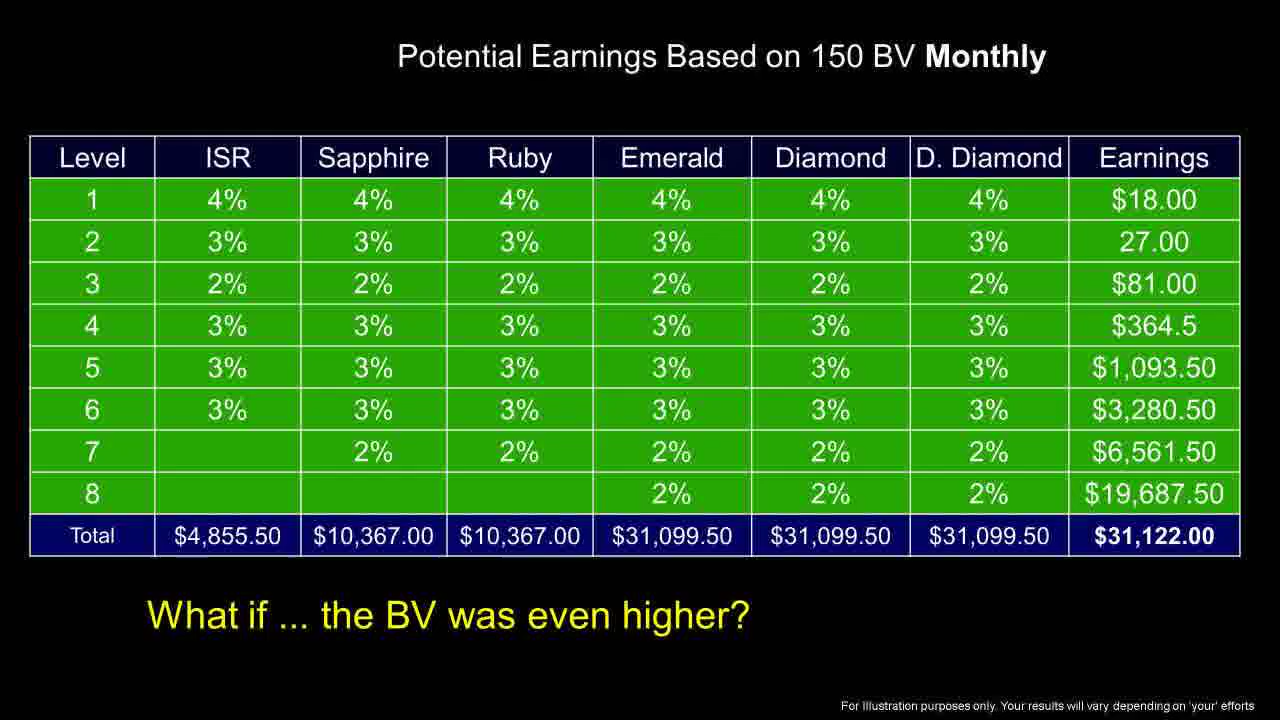 Potential Earnings Based on 150 BV Monthly
Level ISR Sapphire Ruby Emerald Diamond D. Diamond Earnings
1 4% 4% 4% 4% 4% 4% $18.00
2 3% 3% 3% 3% 3% 3% 27.00
3 2% 2% 2% 2% 2% 2% $81.00
4 3% 3% 3% 3% 3% 3% $364.5
5 3% 3% 3% 3% 3% 3% $1,093.50
6 3% 3% 3% 3% 3% 3% $3,280.50
7 2% 2% 2% 2% 2% $6,561.50
8 2% 2% 2% $19,687.50
Total $4,855.50 $10,367.00 $10,367.00 $31,099.50 $31,099.50 $31,099.50 $31,122.00
What if ... the BV was even higher?
For Illustration purposes only. Your results will vary depending on 'your' efforts